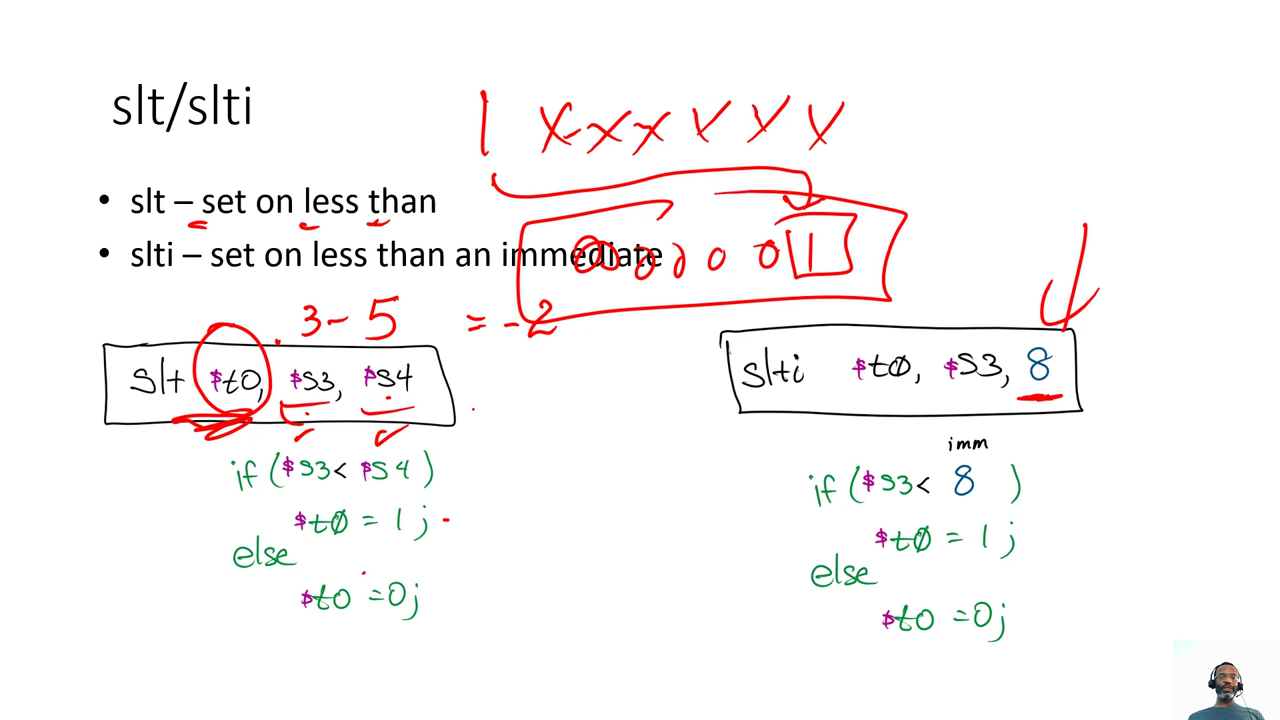 slt/slti
1 x x x x x x
• slt – set on less than
• slti – set on less than an immediate
0 0 0 0 0 1
3 - 5 = -2
slt $t0, $s3, $s4
slti $t0, $s3, 8
if ($s3 < $s4)
$t0 = 1;
else
$t0 = 0;
imm
if ($s3 < 8 )
$t0 = 1;
else
$t0 = 0;